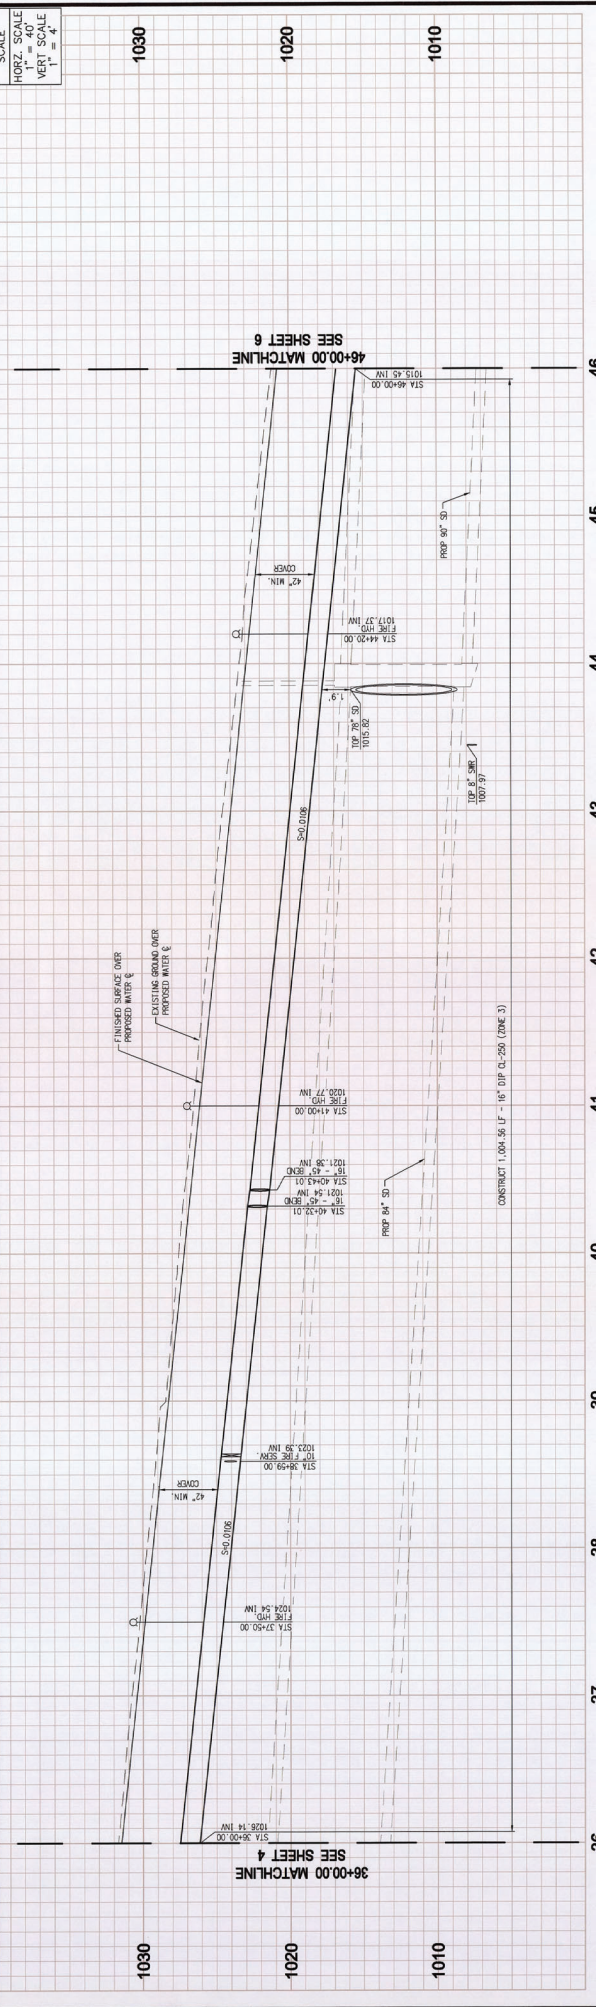 SCALE
HORZ. SCALE
1" = 40'
VERT SCALE
1" = 4'
1030
1020
1010
46+00.00 MATCHLINE
SEE SHEET 6
STA 46+00.00
1015.45 INV
46
45
PROP 90" SD
42" MIN.
COVER
STA 44+20.00
FIRE HYD.
1017.37 INV
44
1.9'
TOP 78" SD
1015.82
TOP 8" SWR
1007.97
43
S=0.0106
42
FINISHED SURFACE OVER
PROPOSED WATER ℄
EXISTING GROUND OVER
PROPOSED WATER ℄
CONSTRUCT 1,004.56 LF - 16" DIP CL-250 (ZONE 3)
STA 41+00.00
FIRE HYD.
1020.77 INV
41
PROP 84" SD
STA 40+43.01
16" - 45° BEND
1021.38 INV
STA 40+32.01
16" - 45° BEND
1021.54 INV
40
39
STA 38+59.00
10" FIRE SERV.
1023.39 INV
42" MIN.
COVER
S=0.0106
38
STA 37+50.00
FIRE HYD.
1024.54 INV
37
STA 36+00.00
1026.14 INV
36+00.00 MATCHLINE
SEE SHEET 4
36
1030
1020
1010